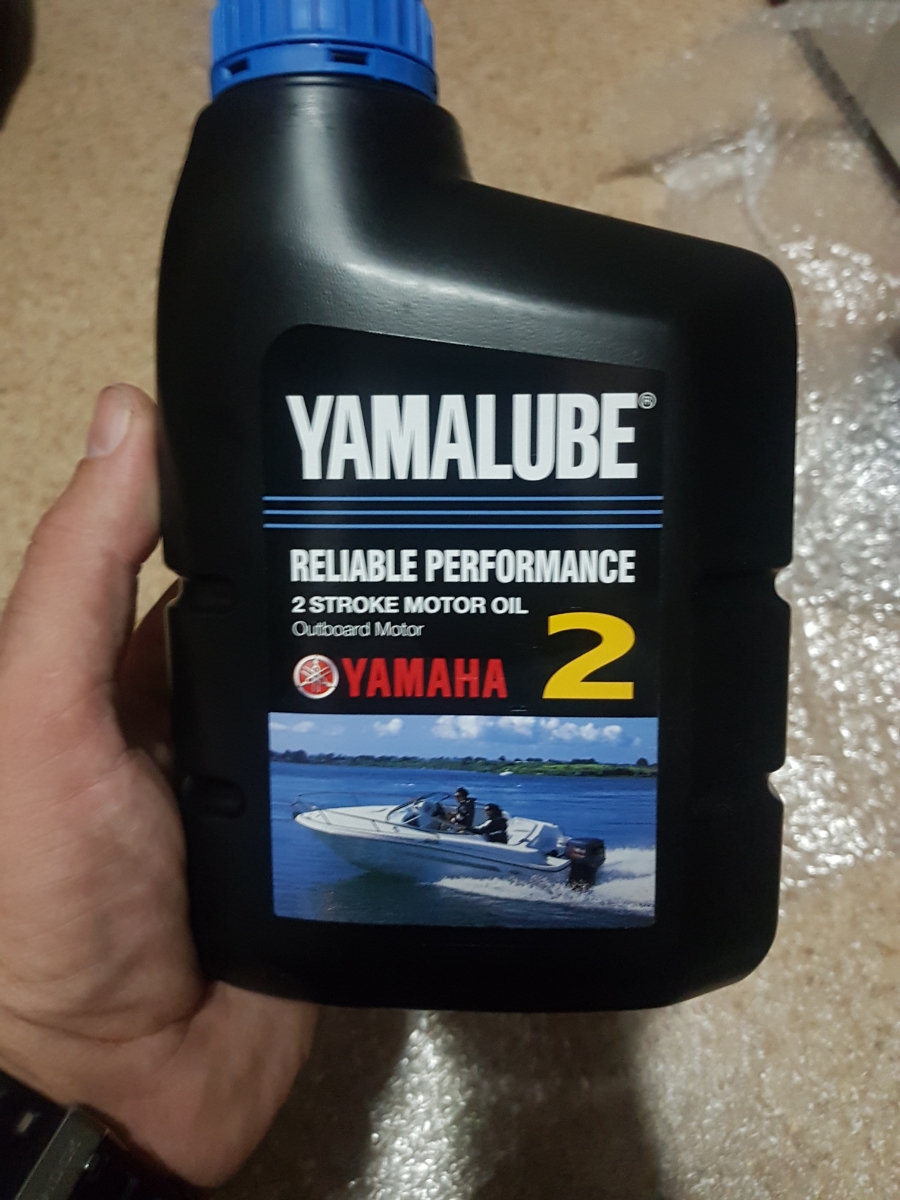 YAMALUBE®
RELIABLE PERFORMANCE
2 STROKE MOTOR OIL
Outboard Motor
YAMAHA
2